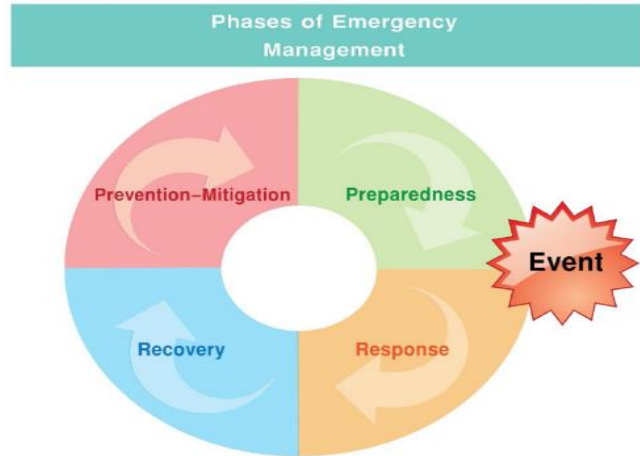 Phases of Emergency
Management
Prevention–Mitigation
Preparedness
Event
Recovery
Response